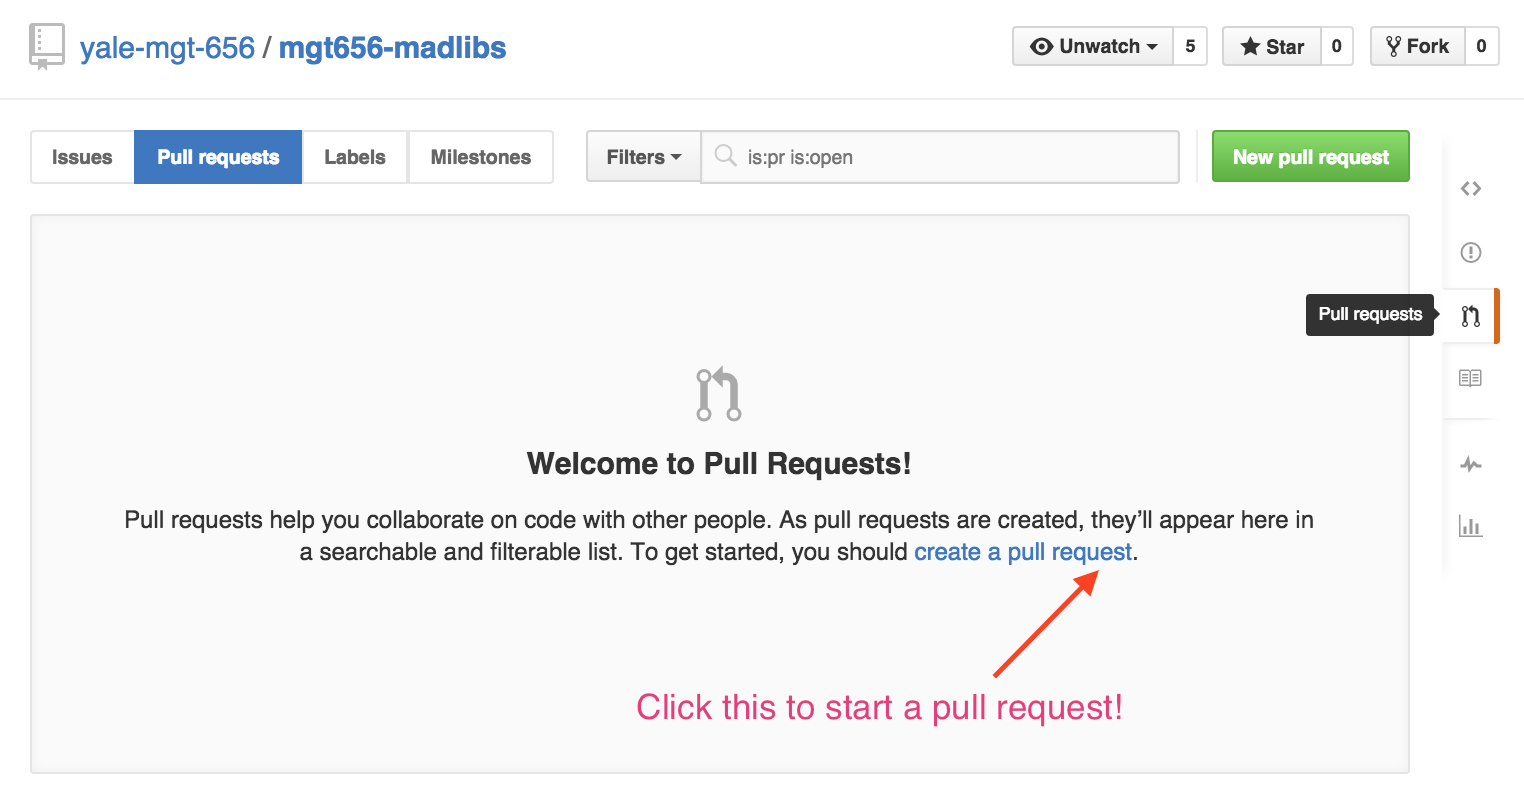 yale-mgt-656 / mgt656-madlibs
Unwatch 5 Star 0 Fork 0
Issues Pull requests Labels Milestones Filters is:pr is:open New pull request
Pull requests
Welcome to Pull Requests!
Pull requests help you collaborate on code with other people. As pull requests are created, they’ll appear here in
a searchable and filterable list. To get started, you should create a pull request.
Click this to start a pull request!